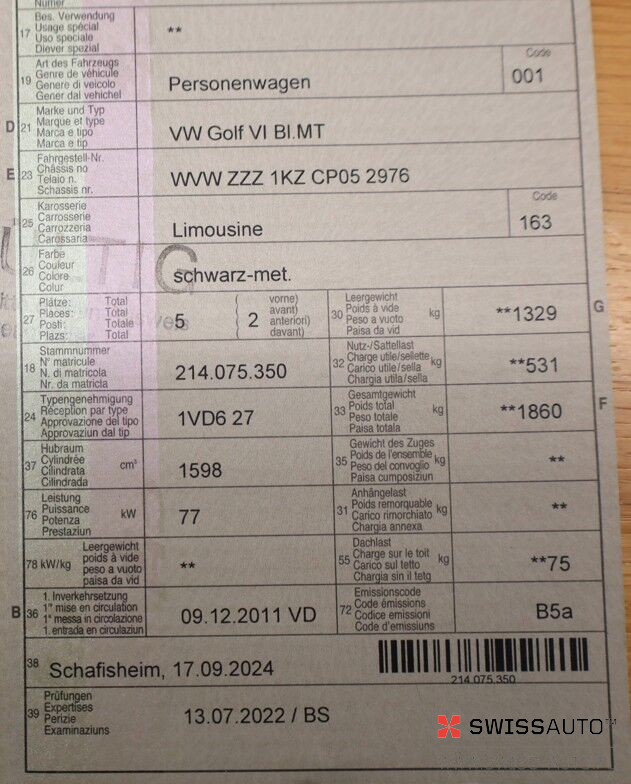 Numer
17 Bes. Verwendung
Usage spécial
Uso speciale
Diever spezial
**
19 Art des Fahrzeugs
Genre de véhicule
Genere di veicolo
Gener dal vehichel
Personenwagen
Code
001
D 21 Marke und Typ
Marque et type
Marca e tipo
Marca e tip
VW Golf VI BI.MT
E 23 Fahrgestell-Nr.
Châssis no
Telaio n.
Schassis nr.
WVW ZZZ 1KZ CP05 2976
25 Karosserie
Carrosserie
Carrozzeria
Carossaria
Limousine
Code
163
26 Farbe
Couleur
Colore
Colur
schwarz-met.
27 Plätze: Total
Places: Total
Posti: Totale
Plazs: Total
5
( vorne)
( avant)
2 anteriori)
( davant)
30 Leergewicht
Poids à vide kg
Peso a vuoto
Paisa da vid
**1329
G
18 Stammnummer
N° matricule
N. di matricola
Nr. da matricla
214.075.350
32 Nutz-/Sattellast
Charge utile/sellette
Carico utile/sella kg
Chargia utila/sella
**531
24 Typengenehmigung
Réception par type
Approvazione del tipo
Approvaziun dal tip
1VD6 27
33 Gesamtgewicht
Poids total kg
Peso totale
Paisa totala
**1860
F
37 Hubraum
Cylindrée cm³
Cilindrata
Cilindrada
1598
35 Gewicht des Zuges
Poids de l'ensemble
Peso del convoglio kg
Paisa cumposiziun
**
76 Leistung
Puissance kW
Potenza
Prestaziun
77
31 Anhängelast
Poids remorquable
Carico rimorchiato kg
Chargia annexa
**
78 kW/kg Leergewicht
poids à vide
peso a vuoto
paisa da vid
**
55 Dachlast
Charge sur le toit
Carico sul tetto kg
Chargia sin il tetg
**75
B 36 1. Inverkehrsetzung
1re mise en circulation
1a messa in circolazione
1. entrada en circulaziun
09.12.2011 VD
72 Emissionscode
Code émissions
Codice emissioni
Code d'emissiuns
B5a
38 Schafisheim, 17.09.2024
214.075.350
39 Prüfungen
Expertises
Perizie
Examinaziuns
13.07.2022 / BS
SWISSAUTO™